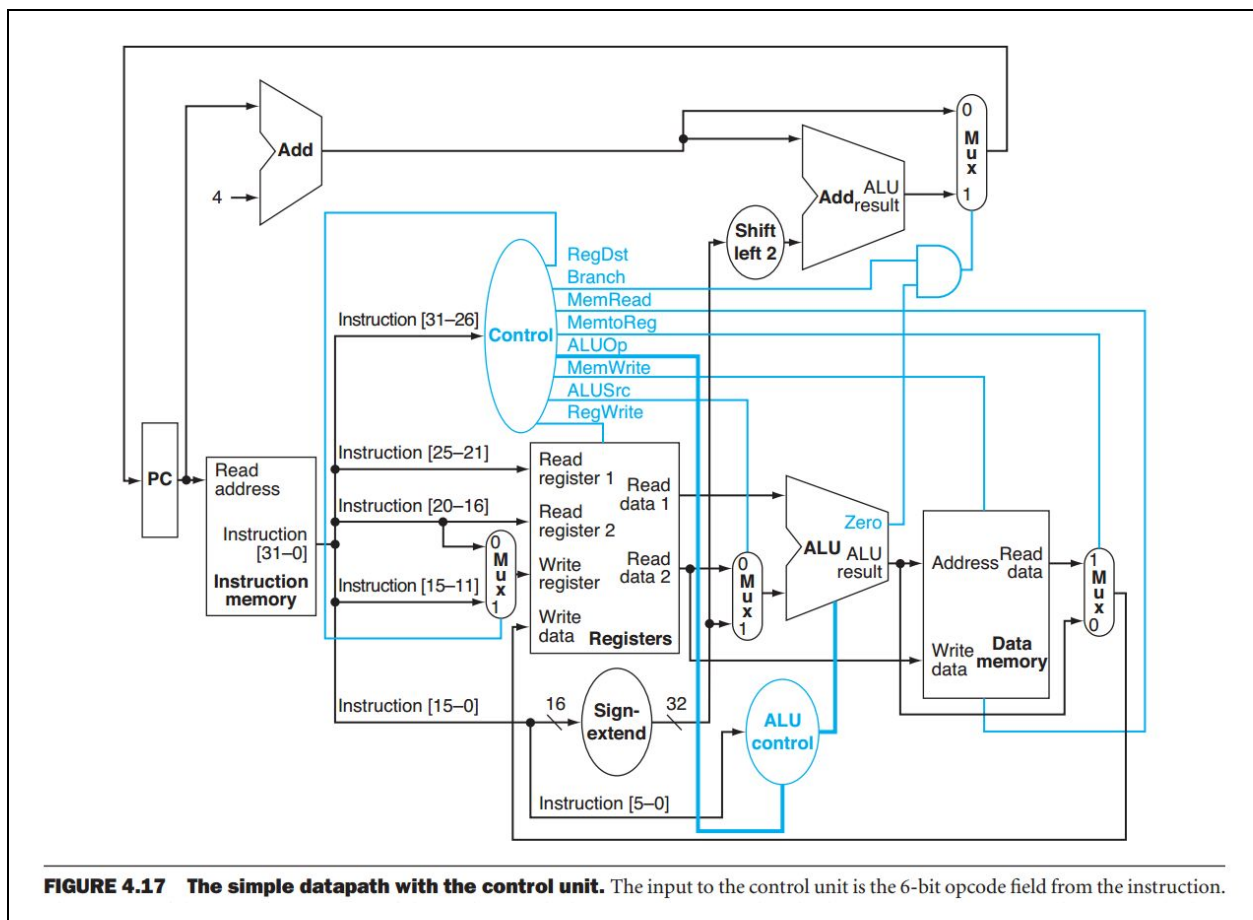 0
M
u
x
1
Add
4
Add
ALU
result
Shift
left 2
RegDst
Branch
MemRead
MemtoReg
ALUOp
MemWrite
ALUSrc
RegWrite
Control
Instruction [31–26]
Instruction [25–21]
Instruction [20–16]
Instruction [15–11]
Instruction [15–0]
Instruction [5–0]
PC
Read
address
Instruction
[31–0]
Instruction
memory
0
M
u
x
1
Read
register 1
Read
register 2
Write
register
Write
data
Read
data 1
Read
data 2
Registers
16
Sign-
extend
32
0
M
u
x
1
Zero
ALU
ALU
result
ALU
control
Address
Read
data
Write
data
Data
memory
1
M
u
x
0
FIGURE 4.17 The simple datapath with the control unit. The input to the control unit is the 6-bit opcode field from the instruction.